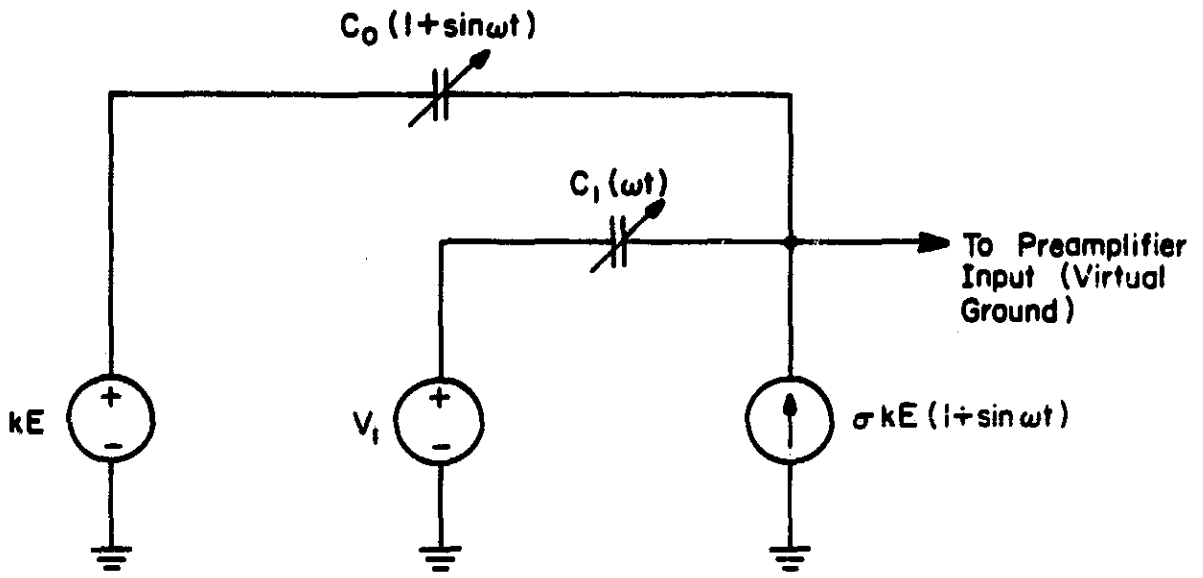 C₀ (1+ sinωt)
C₁ (ωt)
To Preamplifier
Input (Virtual
Ground)
+
kE
-
+
V₁
-
σ kE (1+ sin ωt)